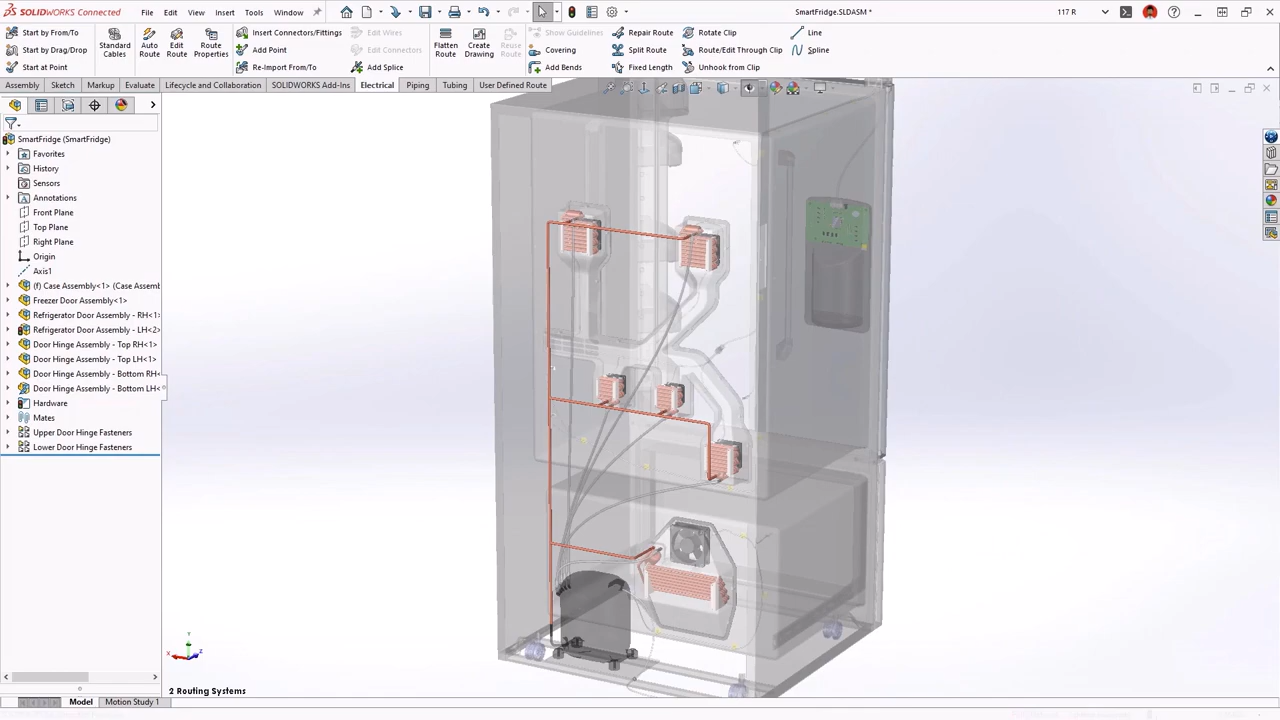 SOLIDWORKS Connected
File
Edit
View
Insert
Tools
Window
SmartFridge.SLDASM *
117 R
Start by From/To
Start by Drag/Drop
Start at Point
Standard
Cables
Auto
Route
Edit
Route
Route
Properties
Insert Connectors/Fittings
Add Point
Re-Import From/To
Edit Wires
Edit Connectors
Add Splice
Flatten
Route
Create
Drawing
Reuse
Route
Show Guidelines
Covering
Add Bends
Repair Route
Split Route
Fixed Length
Rotate Clip
Route/Edit Through Clip
Unhook from Clip
Line
Spline
Assembly
Sketch
Markup
Evaluate
Lifecycle and Collaboration
SOLIDWORKS Add-Ins
Electrical
Piping
Tubing
User Defined Route
SmartFridge (SmartFridge)
Favorites
History
Sensors
Annotations
Front Plane
Top Plane
Right Plane
Origin
Axis1
(f) Case Assembly<1> (Case Assemb
Freezer Door Assembly<1>
Refrigerator Door Assembly - RH<1>
Refrigerator Door Assembly - LH<2>
Door Hinge Assembly - Top RH<1>
Door Hinge Assembly - Top LH<1>
Door Hinge Assembly - Bottom RH<
Door Hinge Assembly - Bottom LH<
Hardware
Mates
Upper Door Hinge Fasteners
Lower Door Hinge Fasteners
Y
X
Z
2 Routing Systems
Model
Motion Study 1